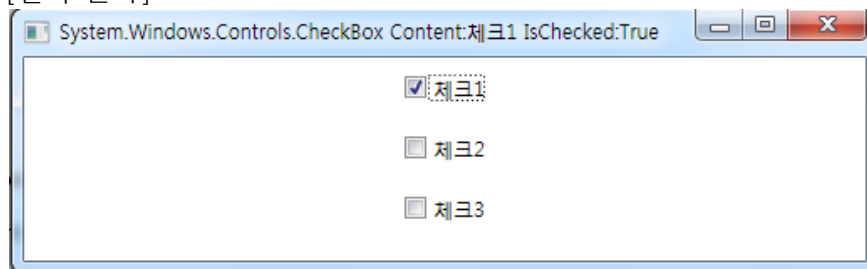 System.Windows.Controls.CheckBox Content:체크1 IsChecked:True
체크1
체크2
체크3